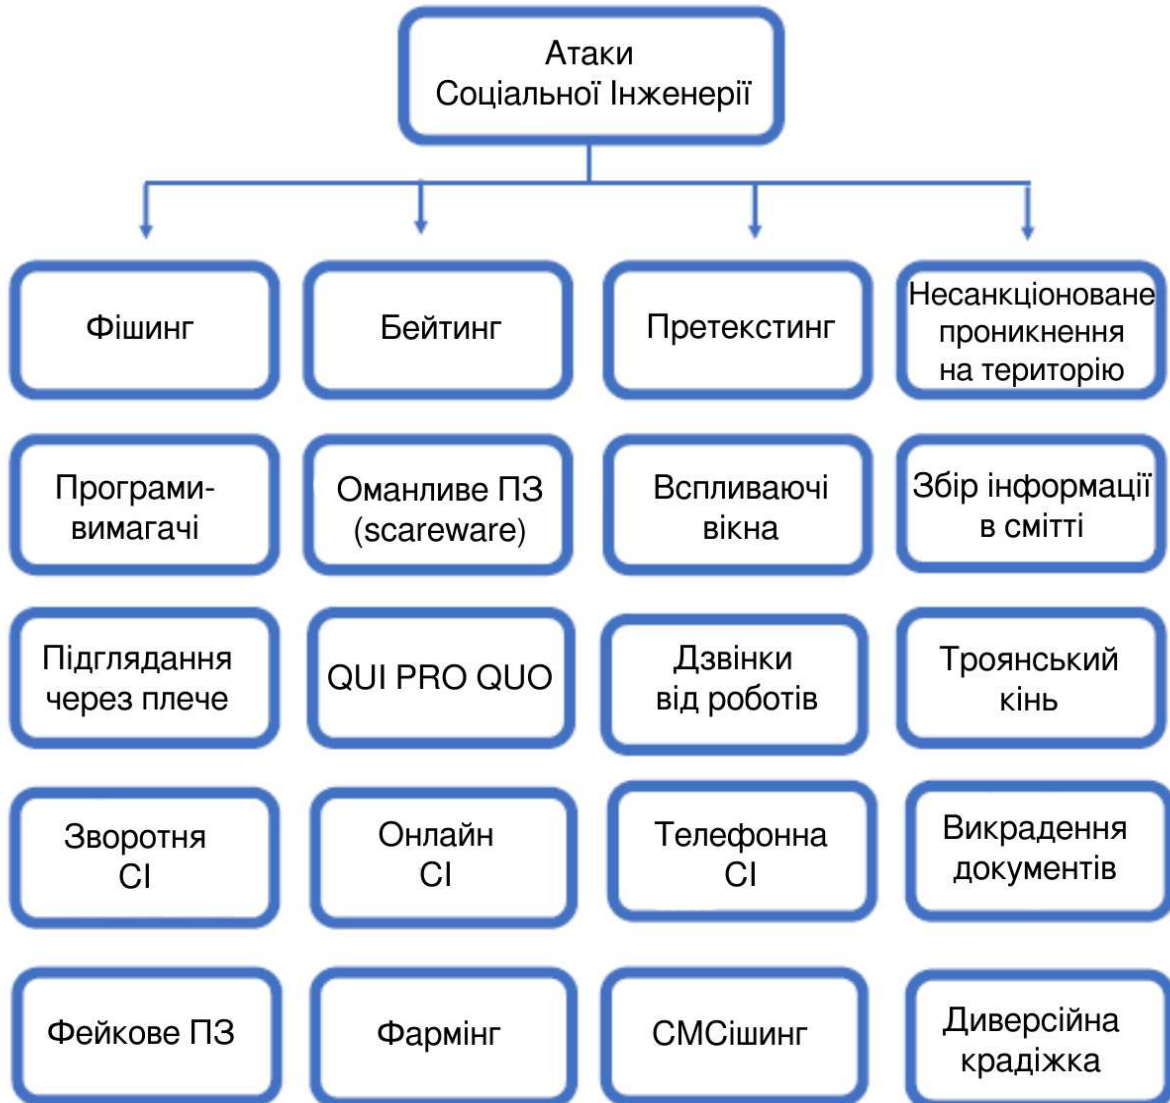 Атаки
Соціальної Інженерії
Фішинг
Бейтинг
Претекстинг
Несанкціоноване
проникнення
на територію
Програми-
вимагачі
Оманливе ПЗ
(scareware)
Вспливаючі
вікна
Збір інформації
в смітті
Підглядання
через плече
QUI PRO QUO
Дзвінки
від роботів
Троянський
кінь
Зворотня
СІ
Онлайн
СІ
Телефонна
СІ
Викрадення
документів
Фейкове ПЗ
Фармінг
СМСішинг
Диверсійна
крадіжка